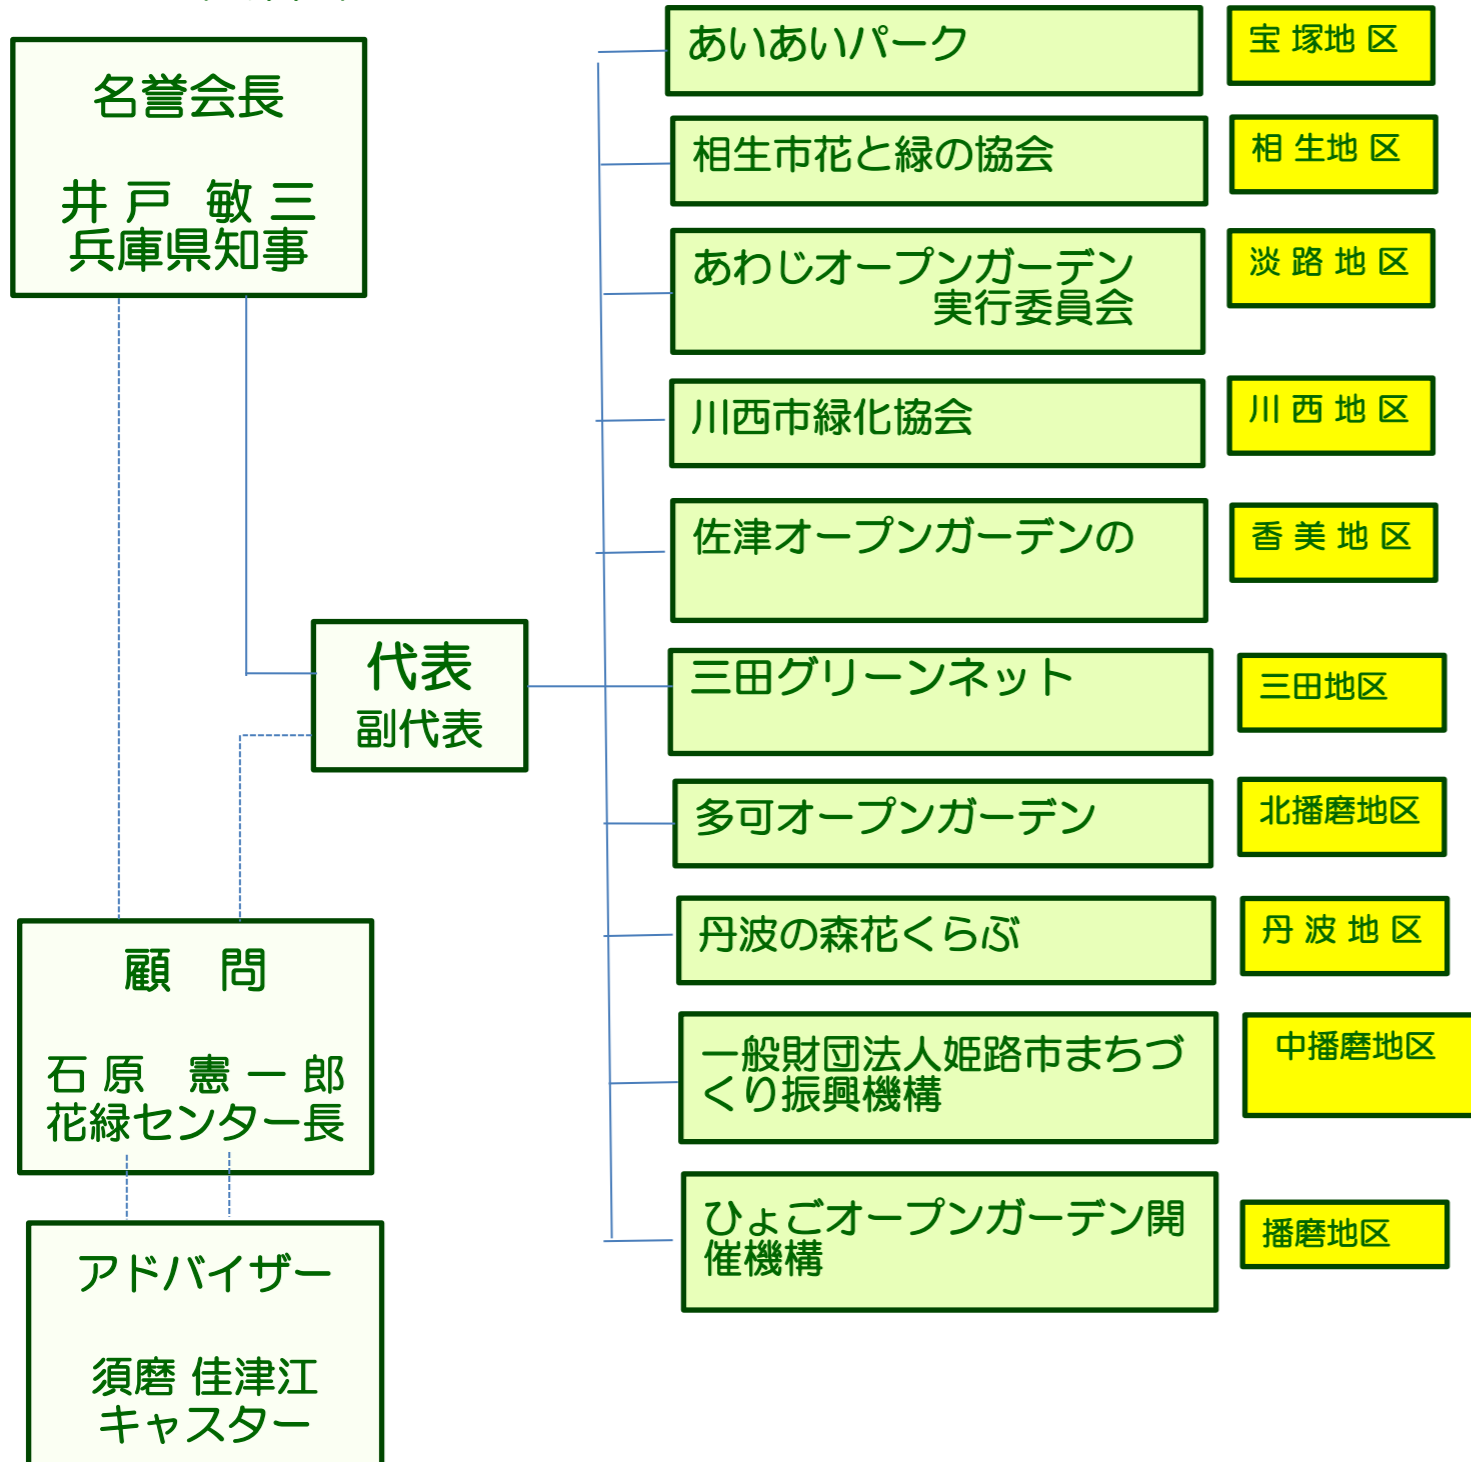 名誉会長
井 戸 敏 三
兵庫県知事
代表
副代表
顧 問
石 原 憲 一 郎
花緑センター長
アドバイザー
須磨 佳津江
キャスター
あいあいパーク
宝 塚地 区
相生市花と緑の協会
相 生地 区
あわじオープンガーデン
実行委員会
淡 路 地 区
川西市緑化協会
川 西 地 区
佐津オープンガーデンの
香 美 地 区
三田グリーンネット
三田地区
多可オープンガーデン
北播磨地区
丹波の森花くらぶ
丹 波 地 区
一般財団法人姫路市まちづ
くり振興機構
中播磨地区
ひょごオープンガーデン開
催機構
播磨地区